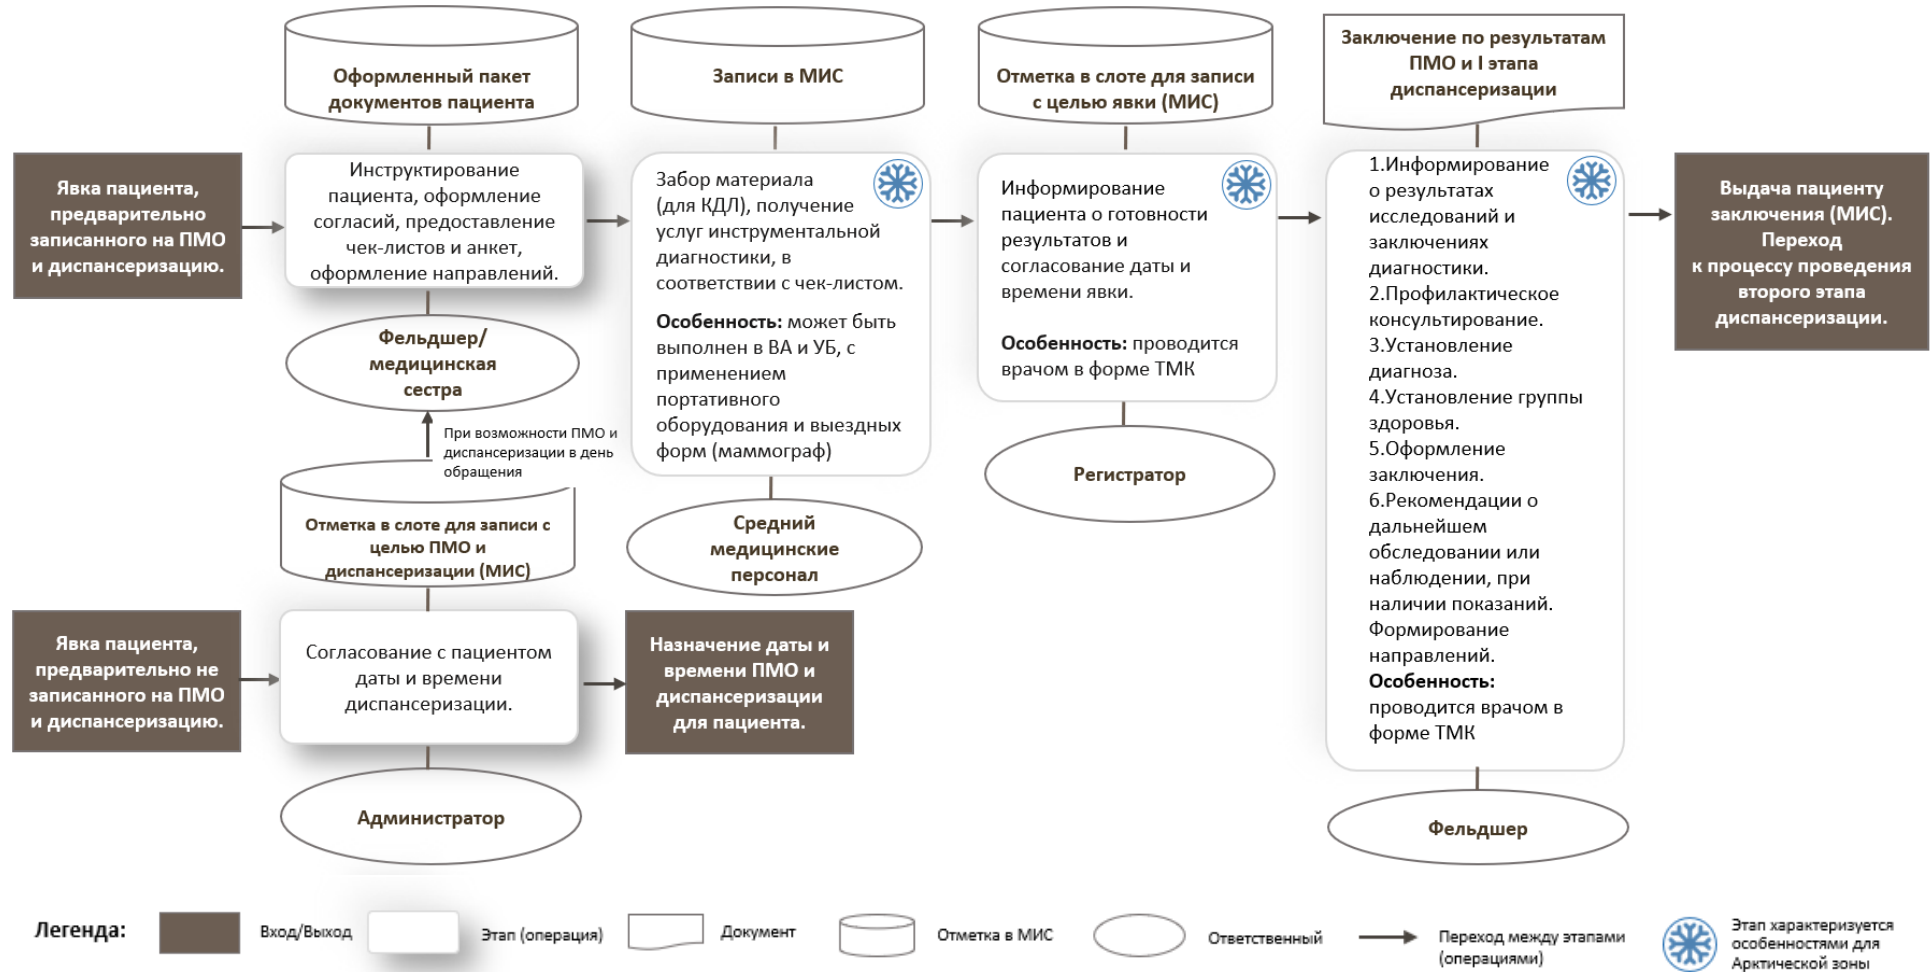 Оформленный пакет
документов пациента
Записи в МИС
Отметка в слоте для записи
с целью явки (МИС)
Заключение по результатам
ПМО и I этапа
диспансеризации
Явка пациента,
предварительно
записанного на ПМО
и диспансеризацию.
Инструктирование
пациента, оформление
согласий, предоставление
чек-листов и анкет,
оформление направлений.
Забор материала
(для КДЛ), получение
услуг инструментальной
диагностики, в
соответствии с чек-листом.
Особенность: может быть
выполнен в ВА и УБ, с
применением
портативного
оборудования и выездных
форм (маммограф)
Информирование
пациента о готовности
результатов и
согласование даты и
времени явки.
Особенность: проводится
врачом в форме ТМК
1.Информирование
о результатах
исследований и
заключениях
диагностики.
2.Профилактическое
консультирование.
3.Установление
диагноза.
4.Установление группы
здоровья.
5.Оформление
заключения.
6.Рекомендации о
дальнейшем
обследовании или
наблюдении, при
наличии показаний.
Формирование
направлений.
Особенность:
проводится врачом в
форме ТМК
Выдача пациенту
заключения (МИС).
Переход
к процессу проведения
второго этапа
диспансеризации.
Фельдшер/
медицинская
сестра
При возможности ПМО и
диспансеризации в день
обращения
Отметка в слоте для записи с
целью ПМО и
диспансеризации (МИС)
Средний
медицинские
персонал
Регистратор
Явка пациента,
предварительно не
записанного на ПМО
и диспансеризацию.
Согласование с пациентом
даты и времени
диспансеризации.
Назначение даты и
времени ПМО и
диспансеризации
для пациента.
Администратор
Фельдшер
Легенда:
Вход/Выход
Этап (операция)
Документ
Отметка в МИС
Ответственный
Переход между этапами
(операциями)
Этап характеризуется
особенностями для
Арктической зоны